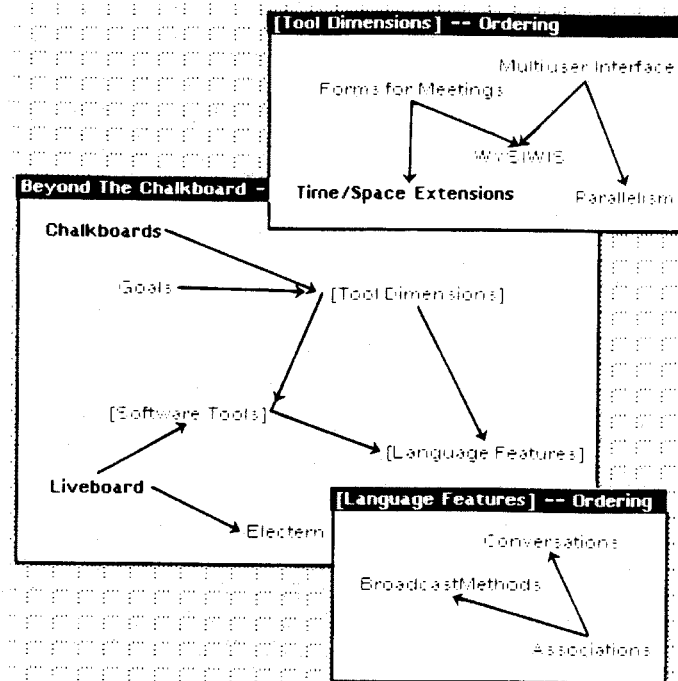 [Tool Dimensions] -- Ordering
Multiuser Interface
Forms for Meetings
WYSIWIS
Time/Space Extensions
Parallelism
Beyond The Chalkboard -
Chalkboards
Goals
[Tool Dimensions]
[Software Tools]
[Language Features]
Liveboard
Electern
[Language Features] -- Ordering
Conversations
BroadcastMethods
Associations